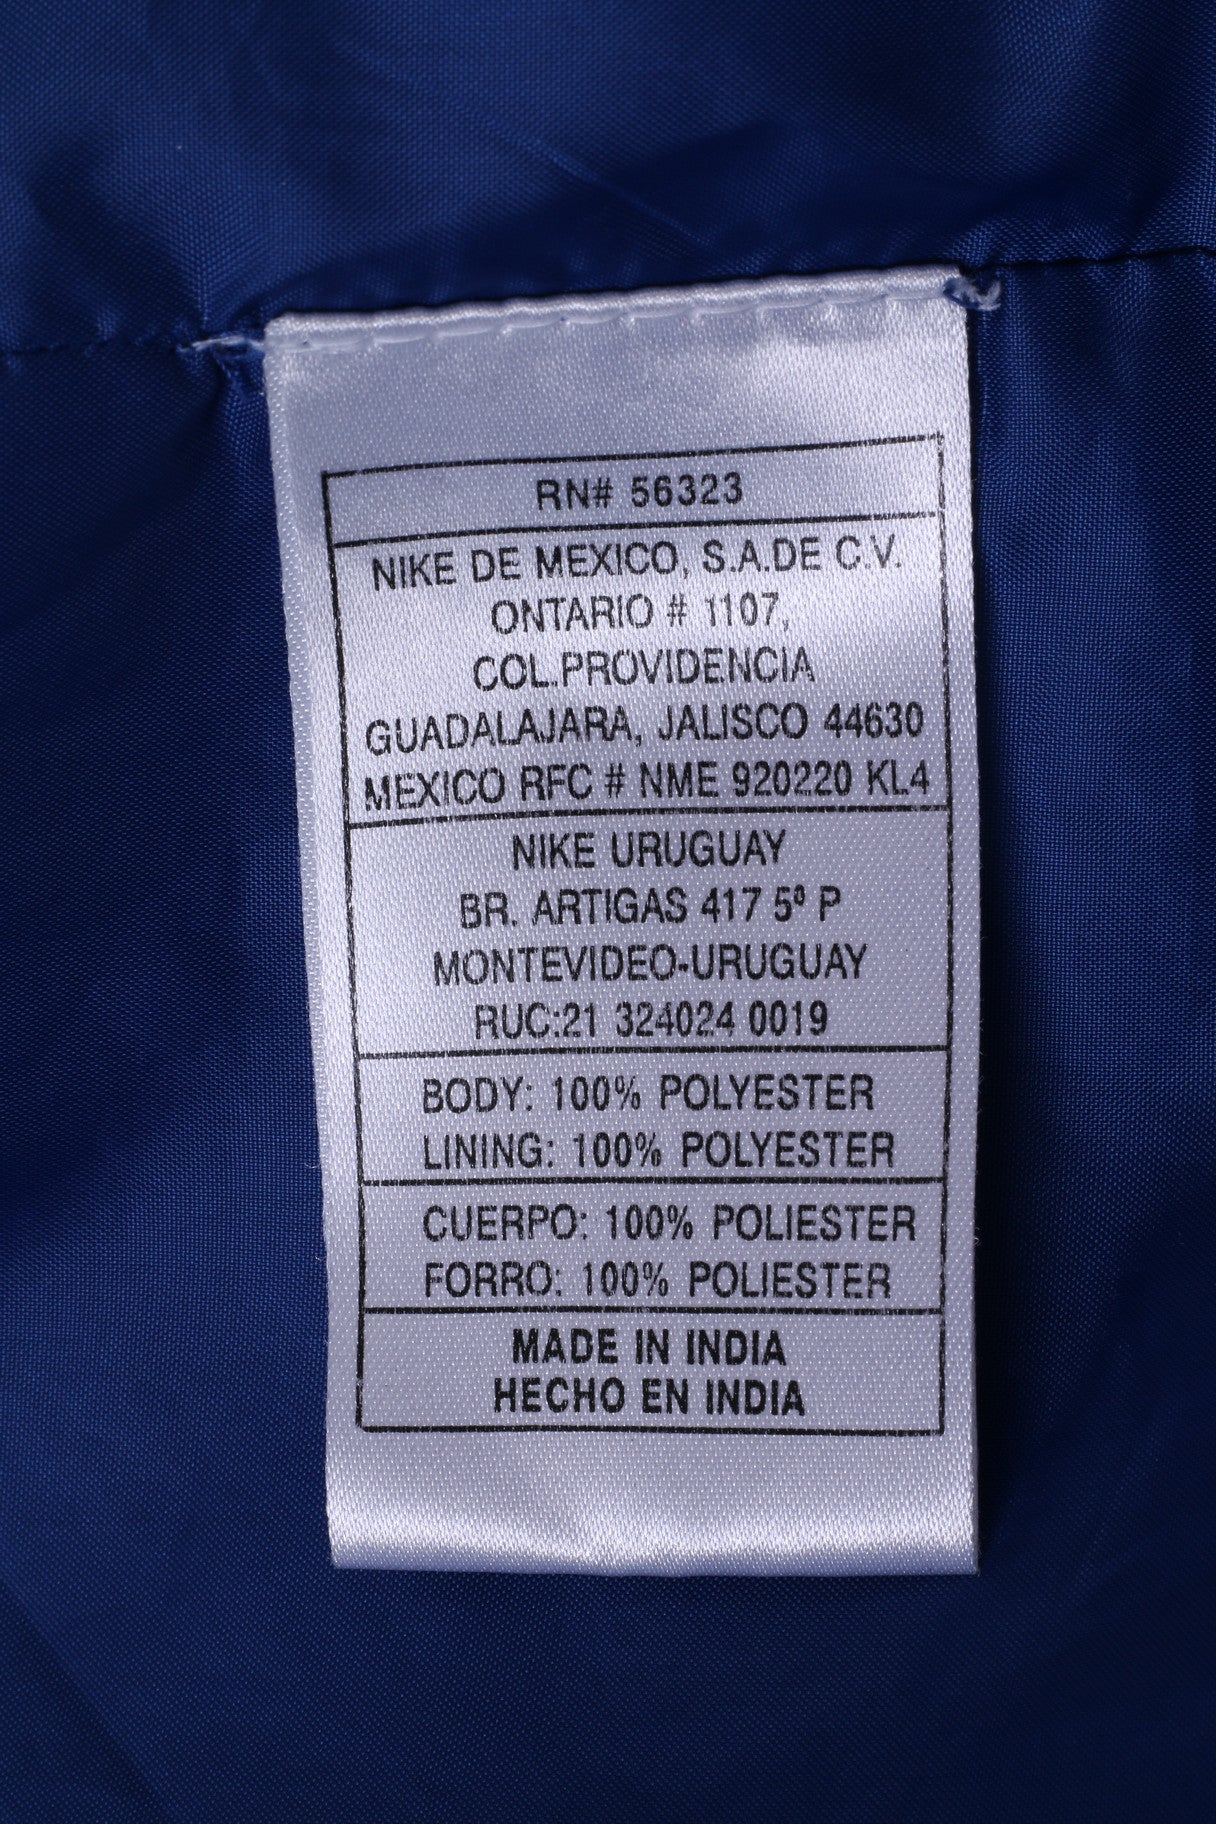 RN# 56323
NIKE DE MEXICO, S.A.DE C.V.
ONTARIO # 1107,
COL.PROVIDENCIA
GUADALAJARA, JALISCO 44630
MEXICO RFC # NME 920220 KL4
NIKE URUGUAY
BR. ARTIGAS 417 5º P
MONTEVIDEO-URUGUAY
RUC:21 324024 0019
BODY: 100% POLYESTER
LINING: 100% POLYESTER
CUERPO: 100% POLIESTER
FORRO: 100% POLIESTER
MADE IN INDIA
HECHO EN INDIA